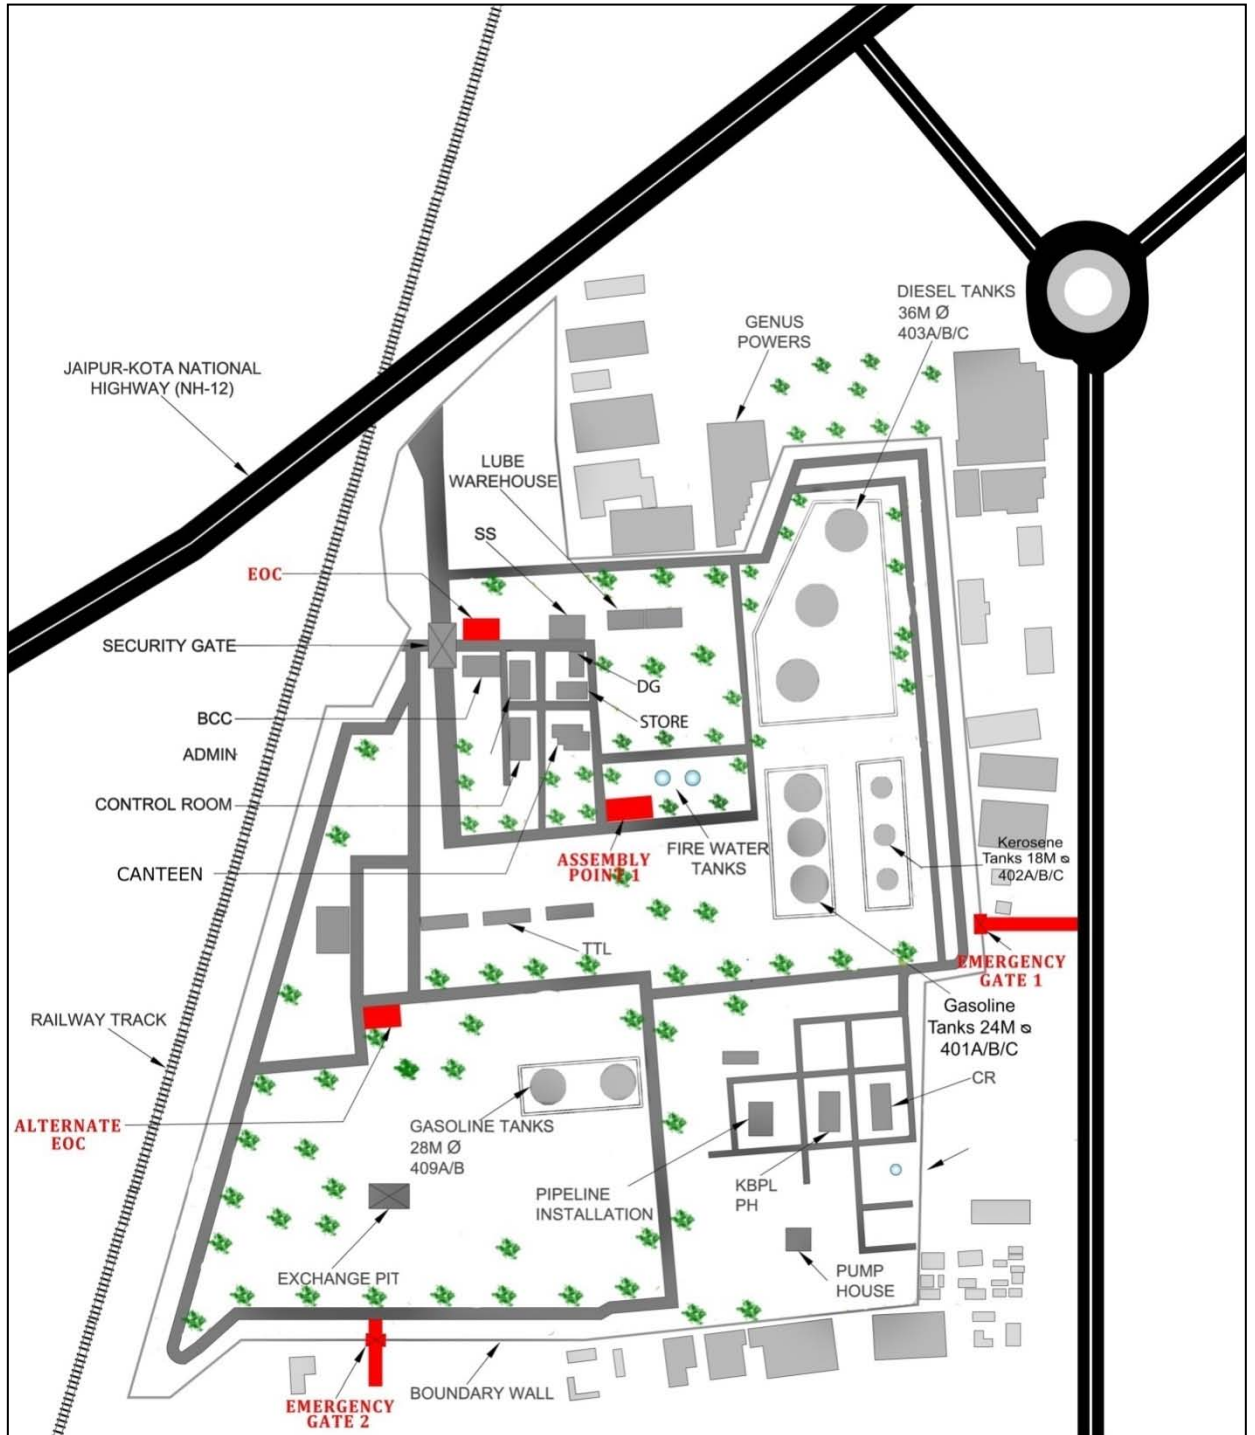 DIESEL TANKS
36M Ø
403A/B/C
GENUS
POWERS
JAIPUR-KOTA NATIONAL
HIGHWAY (NH-12)
LUBE
WAREHOUSE
SS
EOC
SECURITY GATE
DG
BCC
STORE
ADMIN
CONTROL ROOM
Kerosene
Tanks 18M ⍉
402A/B/C
FIRE WATER
TANKS
ASSEMBLY
POINT 1
CANTEEN
TTL
EMERGENCY
GATE 1
Gasoline
Tanks 24M ⍉
401A/B/C
RAILWAY TRACK
CR
ALTERNATE
EOC
GASOLINE TANKS
28M Ø
409A/B
PIPELINE
INSTALLATION
KBPL
PH
EXCHANGE PIT
PUMP
HOUSE
BOUNDARY WALL
EMERGENCY
GATE 2